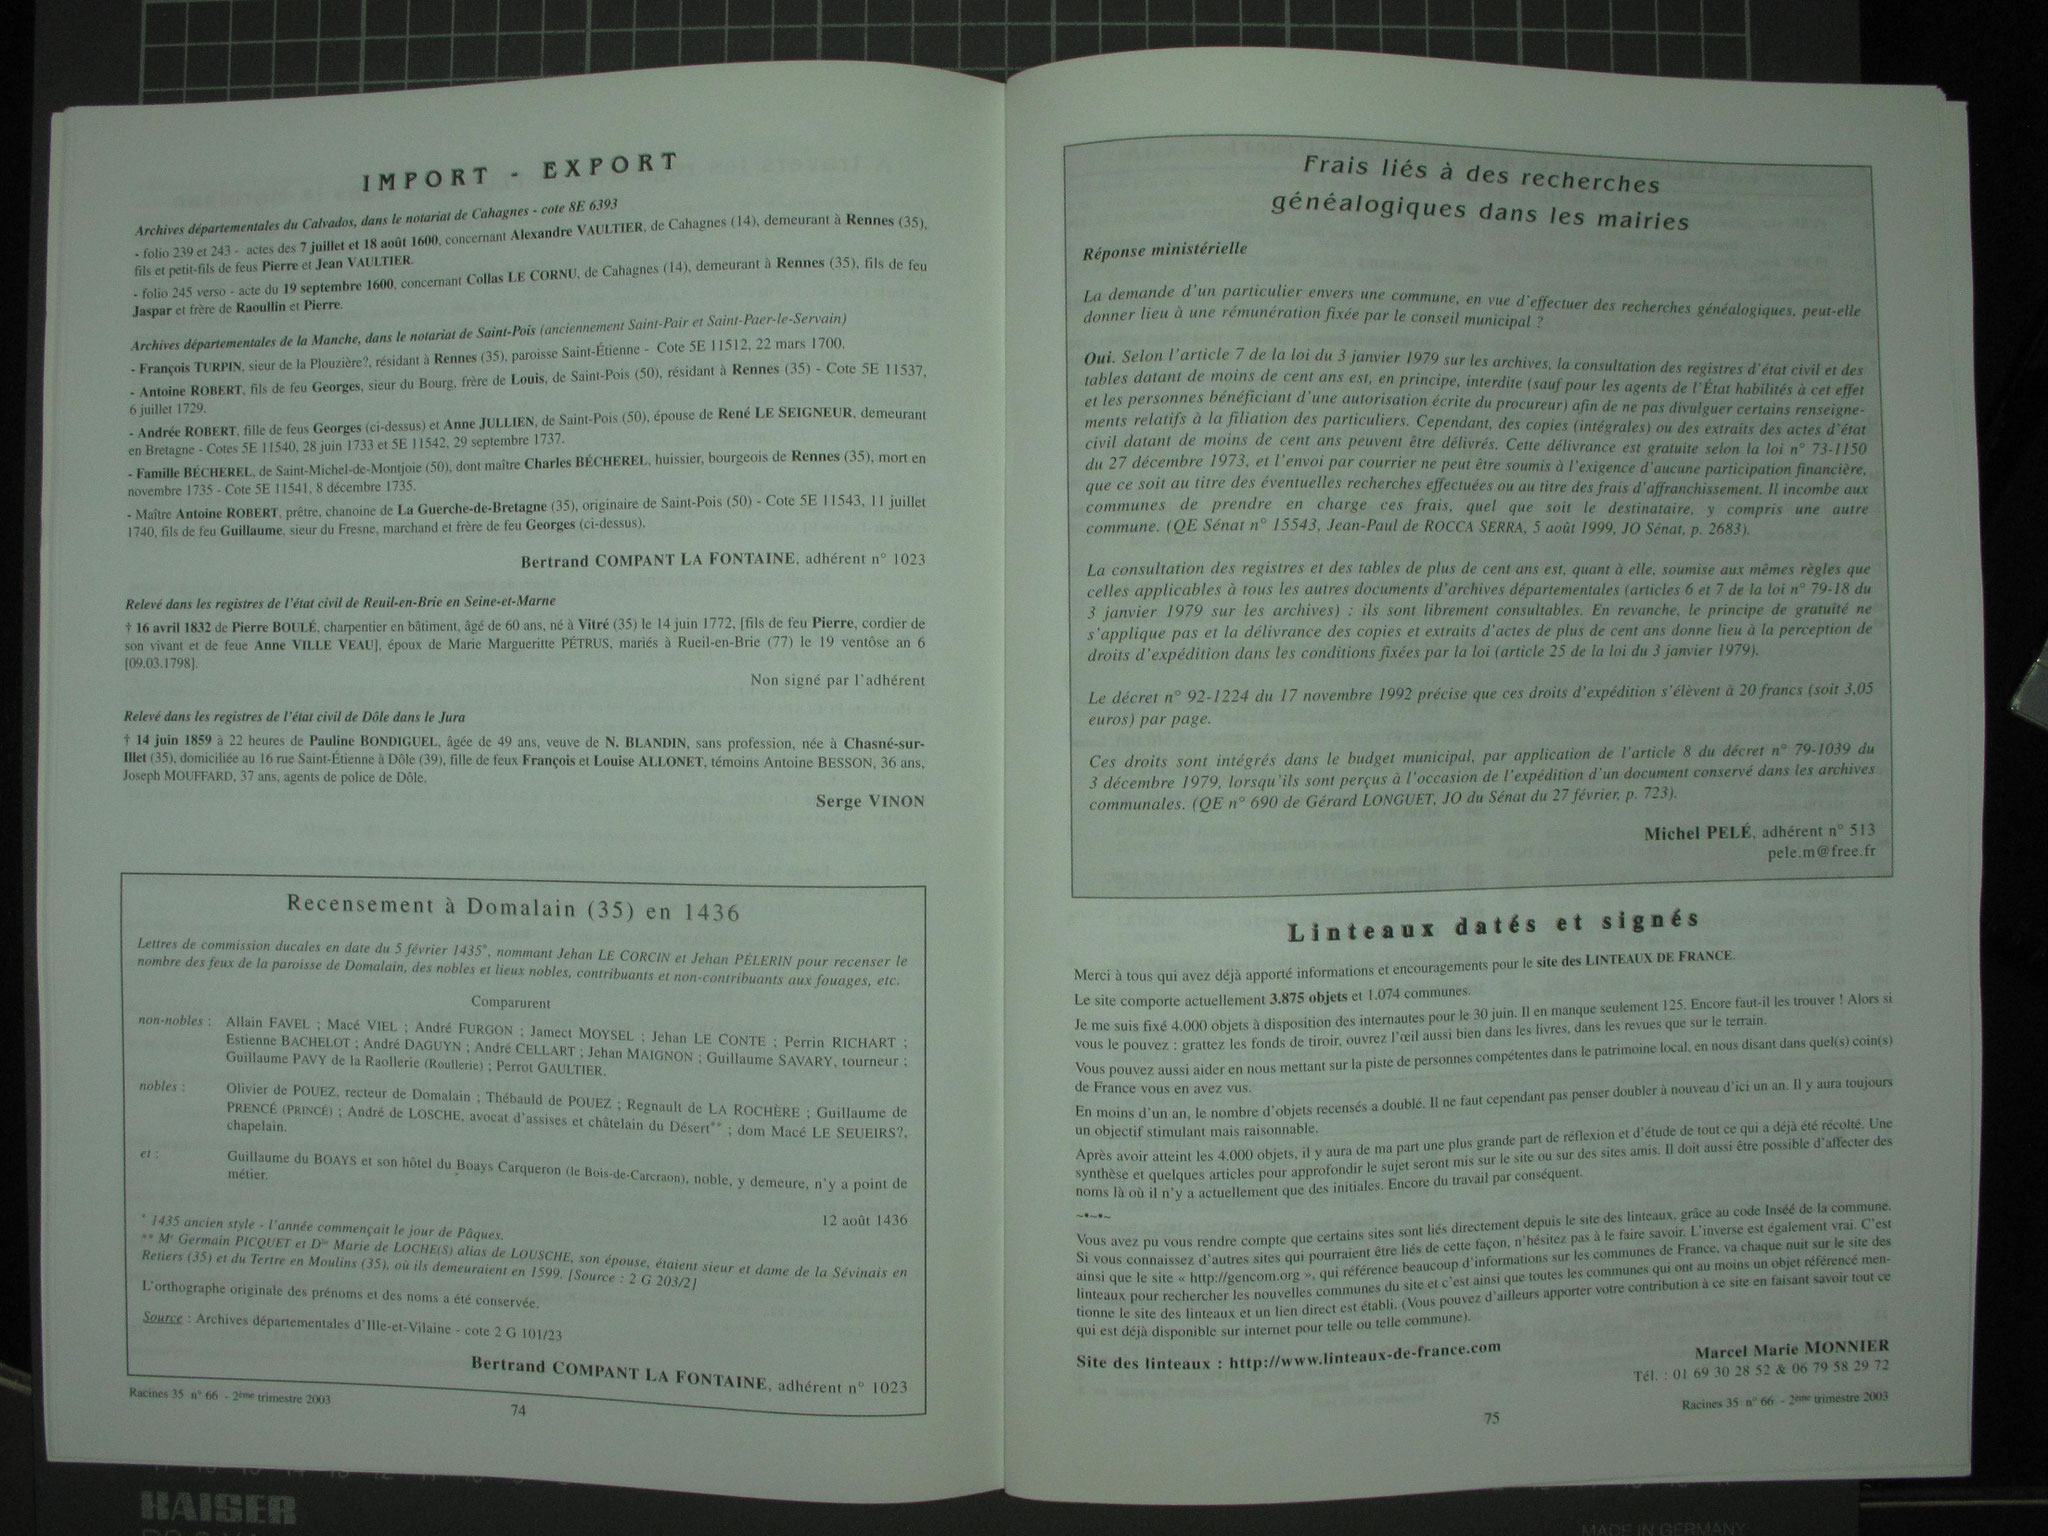 IMPORT - EXPORT
Archives départementales du Calvados, dans le notariat de Cahagnes - cote 8E 6393
- folio 239 et 243 - actes des 7 juillet et 18 août 1600, concernant Alexandre VAULTIER, de Cahagnes (14), demeurant à Rennes (35),
fils et petit-fils de feus Pierre et Jean VAULTIER.
- folio 245 verso - acte du 19 septembre 1600, concernant Collas LE CORNU, de Cahagnes (14), demeurant à Rennes (35), fils de feu
Jaspar et frère de Raoullin et Pierre.
Archives départementales de la Manche, dans le notariat de Saint-Pois (anciennement Saint-Pair et Saint-Paer-le-Servain)
- François TURPIN, sieur de la Plouzière?, résidant à Rennes (35), paroisse Saint-Étienne - Cote 5E 11512, 22 mars 1700.
- Antoine ROBERT, fils de feu Georges, sieur du Bourg, frère de Louis, de Saint-Pois (50), résidant à Rennes (35) - Cote 5E 11537,
6 juillet 1729.
- Andrée ROBERT, fille de feus Georges (ci-dessus) et Anne JULLIEN, de Saint-Pois (50), épouse de René LE SEIGNEUR, demeurant
en Bretagne - Cotes 5E 11540, 28 juin 1733 et 5E 11542, 29 septembre 1737.
- Famille BÉCHEREL, de Saint-Michel-de-Montjoie (50), dont maître Charles BÉCHEREL, huissier, bourgeois de Rennes (35), mort en
novembre 1735 - Cote 5E 11541, 8 décembre 1735.
- Maître Antoine ROBERT, prêtre, chanoine de La Guerche-de-Bretagne (35), originaire de Saint-Pois (50) - Cote 5E 11543, 11 juillet
1740, fils de feu Guillaume, sieur du Fresne, marchand et frère de feu Georges (ci-dessus).
Bertrand COMPANT LA FONTAINE, adhérent n° 1023
Relevé dans les registres de l'état civil de Reuil-en-Brie en Seine-et-Marne
† 16 avril 1832 de Pierre BOULÉ, charpentier en bâtiment, âgé de 60 ans, né à Vitré (35) le 14 juin 1772, [fils de feu Pierre, cordier de
son vivant et de feue Anne VILLE VEAU], époux de Marie Margueritte PÉTRUS, mariés à Rueil-en-Brie (77) le 19 ventôse an 6
[09.03.1798].
Non signé par l'adhérent
Relevé dans les registres de l'état civil de Dôle dans le Jura
† 14 juin 1859 à 22 heures de Pauline BONDIGUEL, âgée de 49 ans, veuve de N. BLANDIN, sans profession, née à Chasné-sur-
Illet (35), domiciliée au 16 rue Saint-Étienne à Dôle (39), fille de feux François et Louise ALLONET, témoins Antoine BESSON, 36 ans,
Joseph MOUFFARD, 37 ans, agents de police de Dôle.
Serge VINON
Recensement à Domalain (35) en 1436
Lettres de commission ducales en date du 5 février 1435*, nommant Jehan LE CORCIN et Jehan PÉLERIN pour recenser le
nombre des feux de la paroisse de Domalain, des nobles et lieux nobles, contribuants et non-contribuants aux fouages, etc.
Comparurent
non-nobles : Allain FAVEL ; Macé VIEL ; André FURGON ; Jamect MOYSEL ; Jehan LE CONTE ; Perrin RICHART ;
Estienne BACHELOT ; André DAGUYN ; André CELLART ; Jehan MAIGNON ; Guillaume SAVARY, tourneur ;
Guillaume PAVY de la Raollerie (Roullerie) ; Perrot GAULTIER.
nobles : Olivier de POUEZ, recteur de Domalain ; Thébauld de POUEZ ; Regnault de LA ROCHÈRE ; Guillaume de
PRENCÉ (PRINCÉ) ; André de LOSCHE, avocat d'assises et châtelain du Désert** ; dom Macé LE SEUEIRS?,
chapelain.
et : Guillaume du BOAYS et son hôtel du Boays Carqueron (le Bois-de-Carcraon), noble, y demeure, n'y a point de
métier.
12 août 1436
* 1435 ancien style - l'année commençait le jour de Pâques.
** Mr Germain PICQUET et Dlle Marie de LOCHE(S) alias de LOUSCHE, son épouse, étaient sieur et dame de la Sévinais en
Retiers (35) et du Tertre en Moulins (35), où ils demeuraient en 1599. [Source : 2 G 203/2]
L'orthographe originale des prénoms et des noms a été conservée.
Source : Archives départementales d'Ille-et-Vilaine - cote 2 G 101/23
Bertrand COMPANT LA FONTAINE, adhérent n° 1023
Racines 35 n° 66 - 2ème trimestre 2003
74
Frais liés à des recherches
généalogiques dans les mairies
Réponse ministérielle
La demande d'un particulier envers une commune, en vue d'effectuer des recherches généalogiques, peut-elle
donner lieu à une rémunération fixée par le conseil municipal ?
Oui. Selon l'article 7 de la loi du 3 janvier 1979 sur les archives, la consultation des registres d'état civil et des
tables datant de moins de cent ans est, en principe, interdite (sauf pour les agents de l'État habilités à cet effet
et les personnes bénéficiant d'une autorisation écrite du procureur) afin de ne pas divulguer certains renseigne-
ments relatifs à la filiation des particuliers. Cependant, des copies (intégrales) ou des extraits des actes d'état
civil datant de moins de cent ans peuvent être délivrés. Cette délivrance est gratuite selon la loi n° 73-1150
du 27 décembre 1973, et l'envoi par courrier ne peut être soumis à l'exigence d'aucune participation financière,
que ce soit au titre des éventuelles recherches effectuées ou au titre des frais d'affranchissement. Il incombe aux
communes de prendre en charge ces frais, quel que soit le destinataire, y compris une autre
commune. (QE Sénat n° 15543, Jean-Paul de ROCCA SERRA, 5 août 1999, JO Sénat, p. 2683).
La consultation des registres et des tables de plus de cent ans est, quant à elle, soumise aux mêmes règles que
celles applicables à tous les autres documents d'archives départementales (articles 6 et 7 de la loi n° 79-18 du
3 janvier 1979 sur les archives) : ils sont librement consultables. En revanche, le principe de gratuité ne
s'applique pas et la délivrance des copies et extraits d'actes de plus de cent ans donne lieu à la perception de
droits d'expédition dans les conditions fixées par la loi (article 25 de la loi du 3 janvier 1979).
Le décret n° 92-1224 du 17 novembre 1992 précise que ces droits d'expédition s'élèvent à 20 francs (soit 3,05
euros) par page.
Ces droits sont intégrés dans le budget municipal, par application de l'article 8 du décret n° 79-1039 du
3 décembre 1979, lorsqu'ils sont perçus à l'occasion de l'expédition d'un document conservé dans les archives
communales. (QE n° 690 de Gérard LONGUET, JO du Sénat du 27 février, p. 723).
Michel PELÉ, adhérent n° 513
pele.m@free.fr
Linteaux datés et signés
Merci à tous qui avez déjà apporté informations et encouragements pour le site des LINTEAUX DE FRANCE.
Le site comporte actuellement 3.875 objets et 1.074 communes.
Je me suis fixé 4.000 objets à disposition des internautes pour le 30 juin. Il en manque seulement 125. Encore faut-il les trouver ! Alors si
vous le pouvez : grattez les fonds de tiroir, ouvrez l'œil aussi bien dans les livres, dans les revues que sur le terrain.
Vous pouvez aussi aider en nous mettant sur la piste de personnes compétentes dans le patrimoine local, en nous disant dans quel(s) coin(s)
de France vous en avez vus.
En moins d'un an, le nombre d'objets recensés a doublé. Il ne faut cependant pas penser doubler à nouveau d'ici un an. Il y aura toujours
un objectif stimulant mais raisonnable.
Après avoir atteint les 4.000 objets, il y aura de ma part une plus grande part de réflexion et d'étude de tout ce qui a déjà été récolté. Une
synthèse et quelques articles pour approfondir le sujet seront mis sur le site ou sur des sites amis. Il doit aussi être possible d'affecter des
noms là où il n'y a actuellement que des initiales. Encore du travail par conséquent.
~•~•~
Vous avez pu vous rendre compte que certains sites sont liés directement depuis le site des linteaux, grâce au code Inséé de la commune.
Si vous connaissez d'autres sites qui pourraient être liés de cette façon, n'hésitez pas à le faire savoir. L'inverse est également vrai. C'est
ainsi que le site « http://gencom.org », qui référence beaucoup d'informations sur les communes de France, va chaque nuit sur le site des
linteaux pour rechercher les nouvelles communes du site et c'est ainsi que toutes les communes qui ont au moins un objet référencé men-
tionne le site des linteaux et un lien direct est établi. (Vous pouvez d'ailleurs apporter votre contribution à ce site en faisant savoir tout ce
qui est déjà disponible sur internet pour telle ou telle commune).
Site des linteaux : http://www.linteaux-de-france.com
Marcel Marie MONNIER
Tél. : 01 69 30 28 52 & 06 79 58 29 72
Racines 35 n° 66 - 2ème trimestre 2003
75
KAISER
MADE IN GERMANY